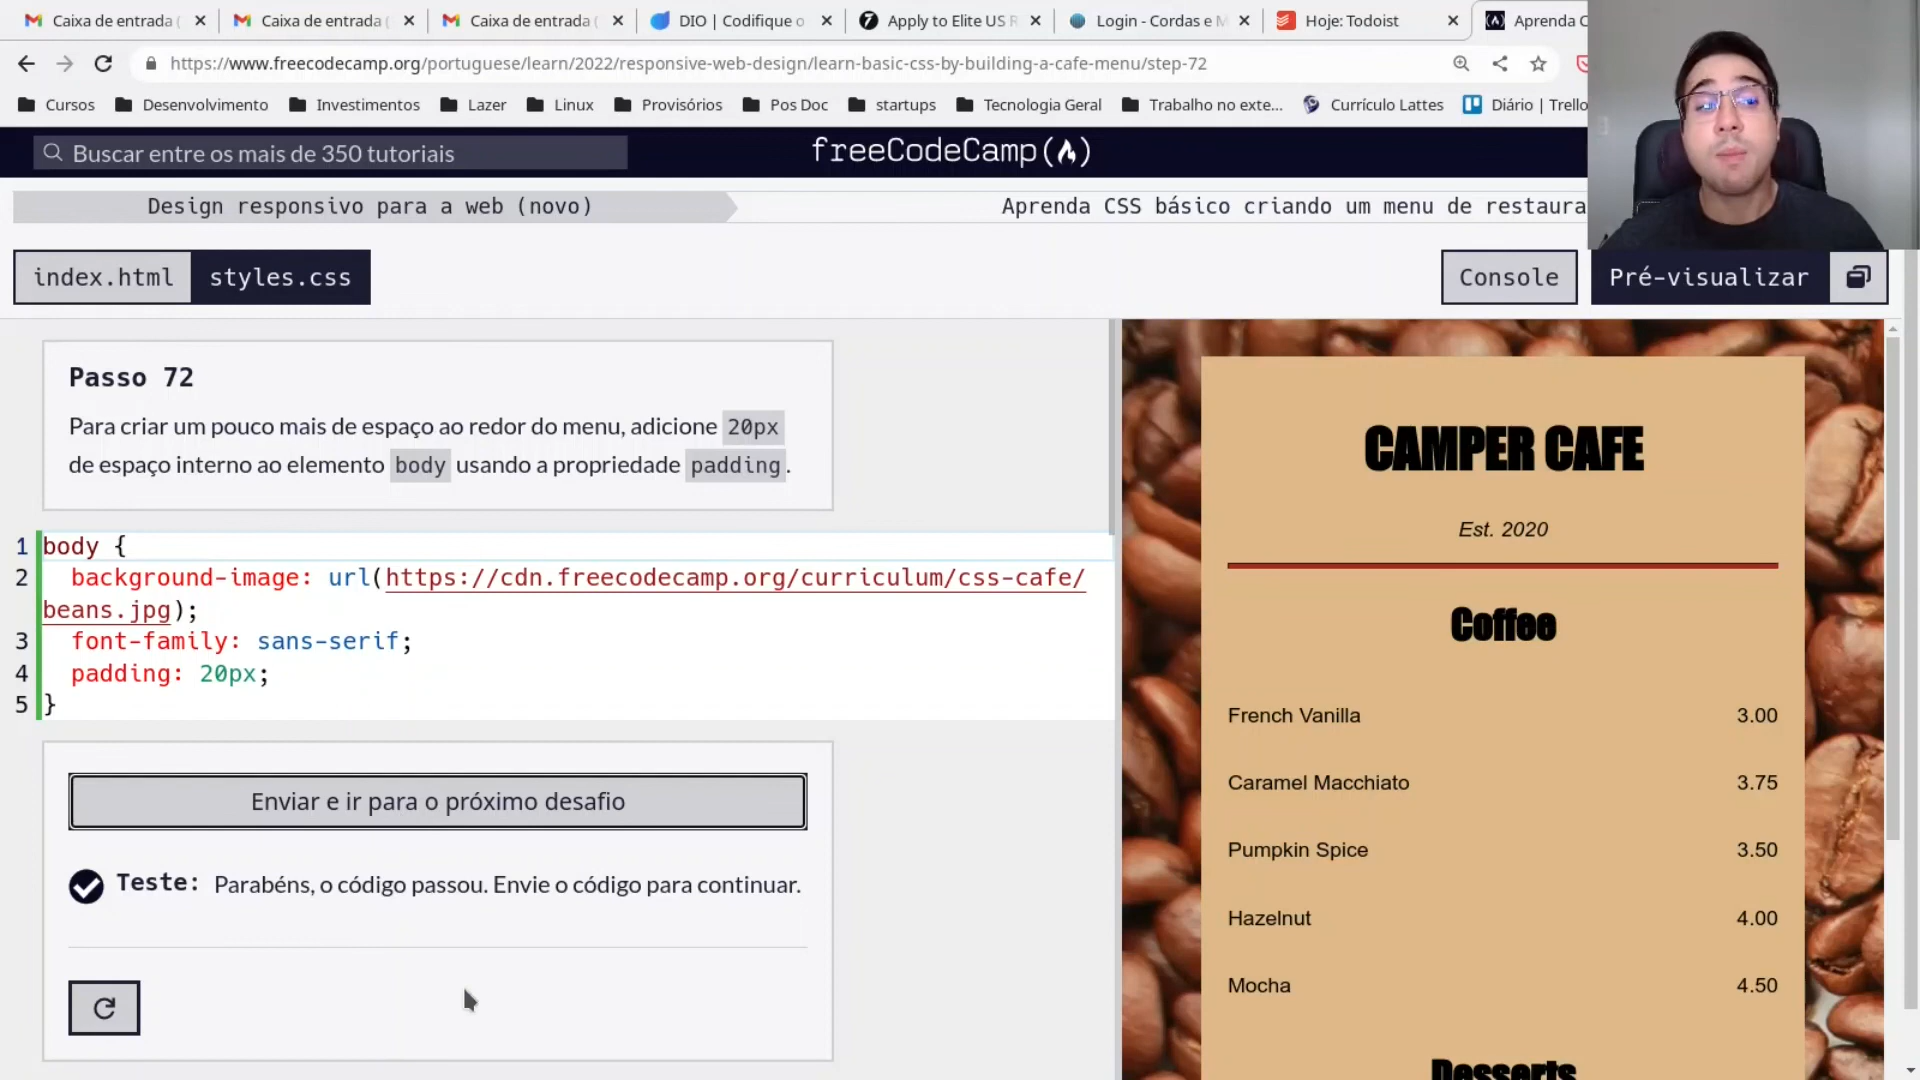 Caixa de entrada (
Caixa de entrada (
Caixa de entrada (
DIO | Codifique o
Apply to Elite US R
Login - Cordas e M
Hoje: Todoist
Aprenda C
https://www.freecodecamp.org/portuguese/learn/2022/responsive-web-design/learn-basic-css-by-building-a-cafe-menu/step-72
Cursos
Desenvolvimento
Investimentos
Lazer
Linux
Provisórios
Pos Doc
startups
Tecnologia Geral
Trabalho no exte...
Currículo Lattes
Diário | Trello
Buscar entre os mais de 350 tutoriais
freeCodeCamp
Design responsivo para a web (novo)
Aprenda CSS básico criando um menu de restaura
index.html
styles.css
Console
Pré-visualizar
Passo 72
Para criar um pouco mais de espaço ao redor do menu, adicione 20px
de espaço interno ao elemento body usando a propriedade padding.
1 body {
2 background-image: url(https://cdn.freecodecamp.org/curriculum/css-cafe/
beans.jpg);
3 font-family: sans-serif;
4 padding: 20px;
5 }
Enviar e ir para o próximo desafio
Teste: Parabéns, o código passou. Envie o código para continuar.
CAMPER CAFE
Est. 2020
Coffee
French Vanilla 3.00
Caramel Macchiato 3.75
Pumpkin Spice 3.50
Hazelnut 4.00
Mocha 4.50
Desserts